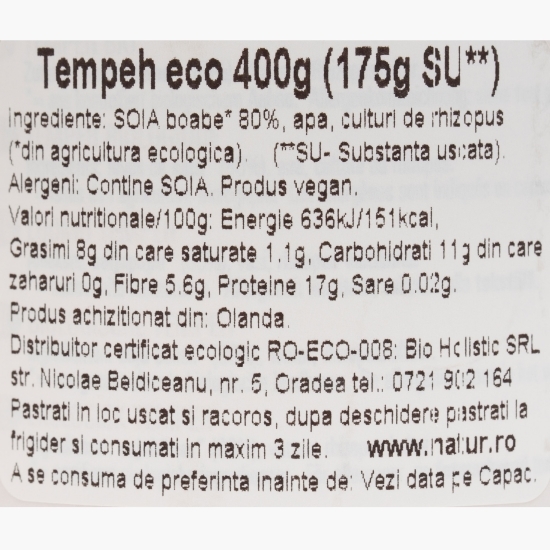 Tempeh eco 400g (175g SU**)
ingrediente: SOIA boabe* 80%, apa, culturi de rhizopus
(*din agricultura ecologica). (**SU- Substanta uscata).
Alergeni: Contine SOIA. Produs vegan.
Valori nutritionale/100g: Energie 636kJ/151kcal,
Grasimi 8g din care saturate 1.1g, Carbohidrati 11g din care
zaharuri 0g, Fibre 5.6g, Proteine 17g, Sare 0.02g.
Produs achizitionat din: Olanda.
Distribuitor certificat ecologic RO-ECO-008: Bio Holistic SRL
str. Nicolae Beldiceanu, nr. 5, Oradea tel.: 0721 902 164
Pastrati in loc uscat si racoros, dupa deschidere pastrati la
frigider si consumati in maxim 3 zile. www.natur.ro
A se consuma de preferinta inainte de: Vezi data pe Capac.